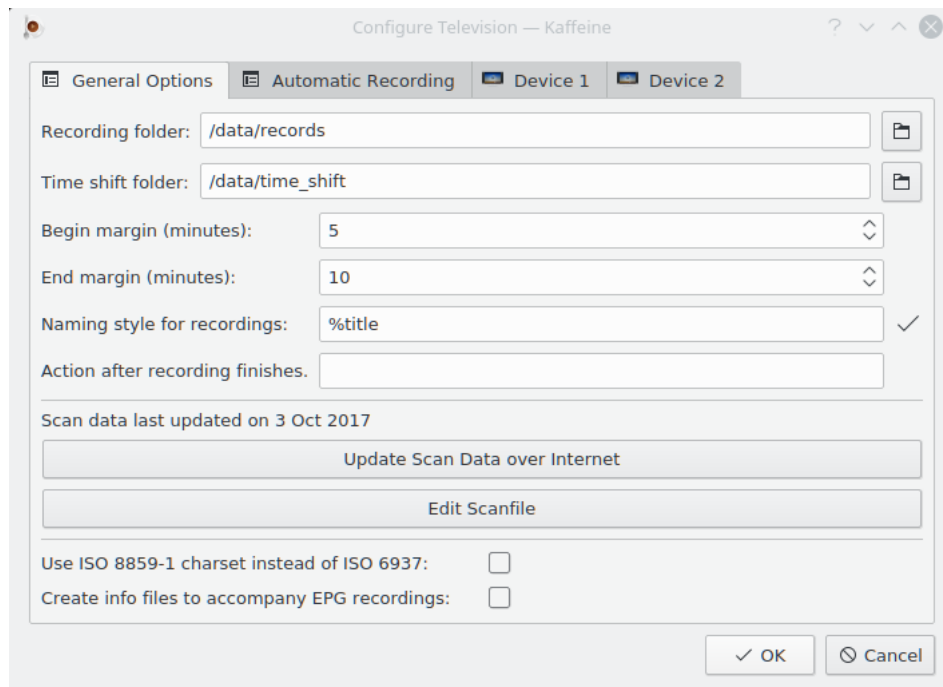 Configure Television — Kaffeine
General Options Automatic Recording Device 1 Device 2
Recording folder: /data/records
Time shift folder: /data/time_shift
Begin margin (minutes): 5
End margin (minutes): 10
Naming style for recordings: %title
Action after recording finishes.
Scan data last updated on 3 Oct 2017
Update Scan Data over Internet
Edit Scanfile
Use ISO 8859-1 charset instead of ISO 6937:
Create info files to accompany EPG recordings:
OK Cancel